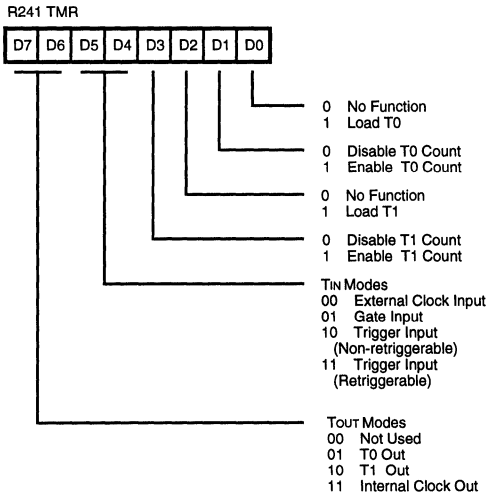 R241 TMR
D7 D6 D5 D4 D3 D2 D1 D0
0 No Function
1 Load T0
0 Disable T0 Count
1 Enable T0 Count
0 No Function
1 Load T1
0 Disable T1 Count
1 Enable T1 Count
TIN Modes
00 External Clock Input
01 Gate Input
10 Trigger Input
(Non-retriggerable)
11 Trigger Input
(Retriggerable)
TOUT Modes
00 Not Used
01 T0 Out
10 T1 Out
11 Internal Clock Out